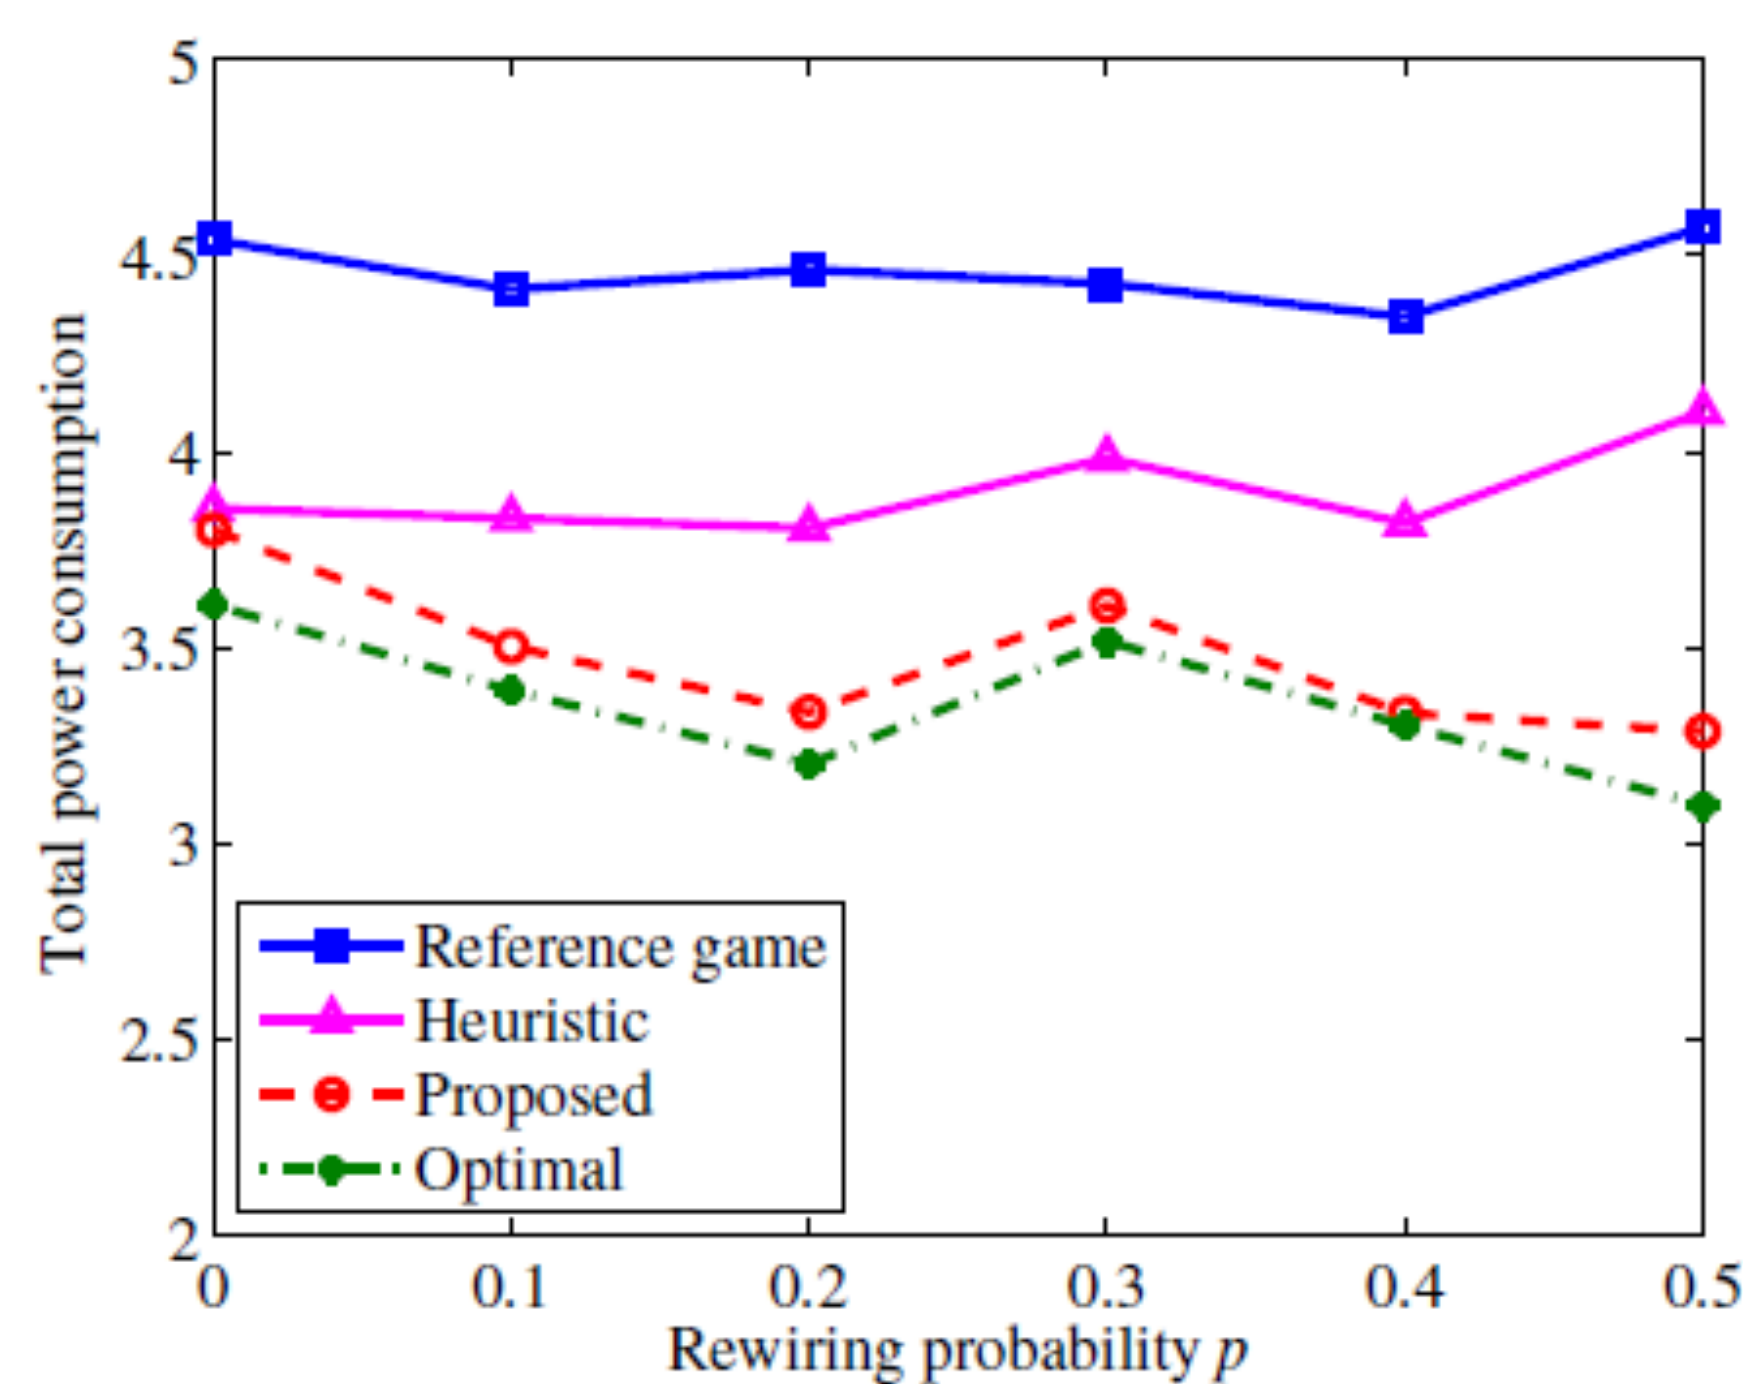 5
4.5
4
3.5
3
2.5
2
Total power consumption
Reference game
Heuristic
Proposed
Optimal
0 0.1 0.2 0.3 0.4 0.5
Rewiring probability p